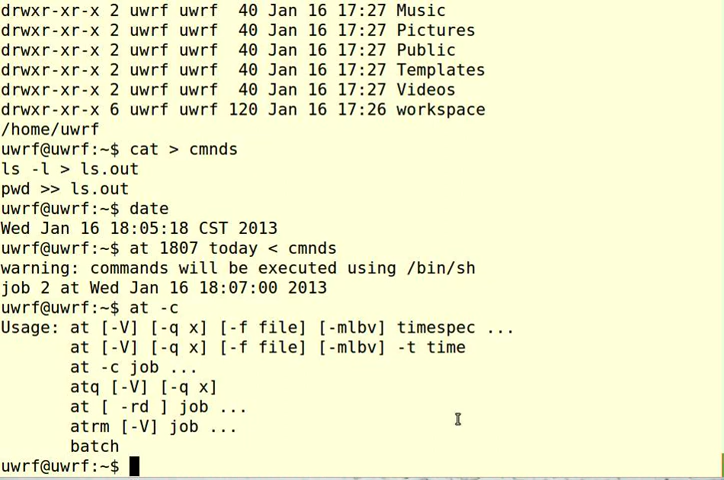 drwxr-xr-x 2 uwrf uwrf  40 Jan 16 17:27 Music
drwxr-xr-x 2 uwrf uwrf  40 Jan 16 17:27 Pictures
drwxr-xr-x 2 uwrf uwrf  40 Jan 16 17:27 Public
drwxr-xr-x 2 uwrf uwrf  40 Jan 16 17:27 Templates
drwxr-xr-x 2 uwrf uwrf  40 Jan 16 17:27 Videos
drwxr-xr-x 6 uwrf uwrf 120 Jan 16 17:26 workspace
/home/uwrf
uwrf@uwrf:~$ cat > cmnds
ls -l > ls.out
pwd >> ls.out
uwrf@uwrf:~$ date
Wed Jan 16 18:05:18 CST 2013
uwrf@uwrf:~$ at 1807 today < cmnds
warning: commands will be executed using /bin/sh
job 2 at Wed Jan 16 18:07:00 2013
uwrf@uwrf:~$ at -c
Usage: at [-V] [-q x] [-f file] [-mlbv] timespec ...
       at [-V] [-q x] [-f file] [-mlbv] -t time
       at -c job ...
       atq [-V] [-q x]
       at [ -rd ] job ...
       atrm [-V] job ...
       batch
uwrf@uwrf:~$